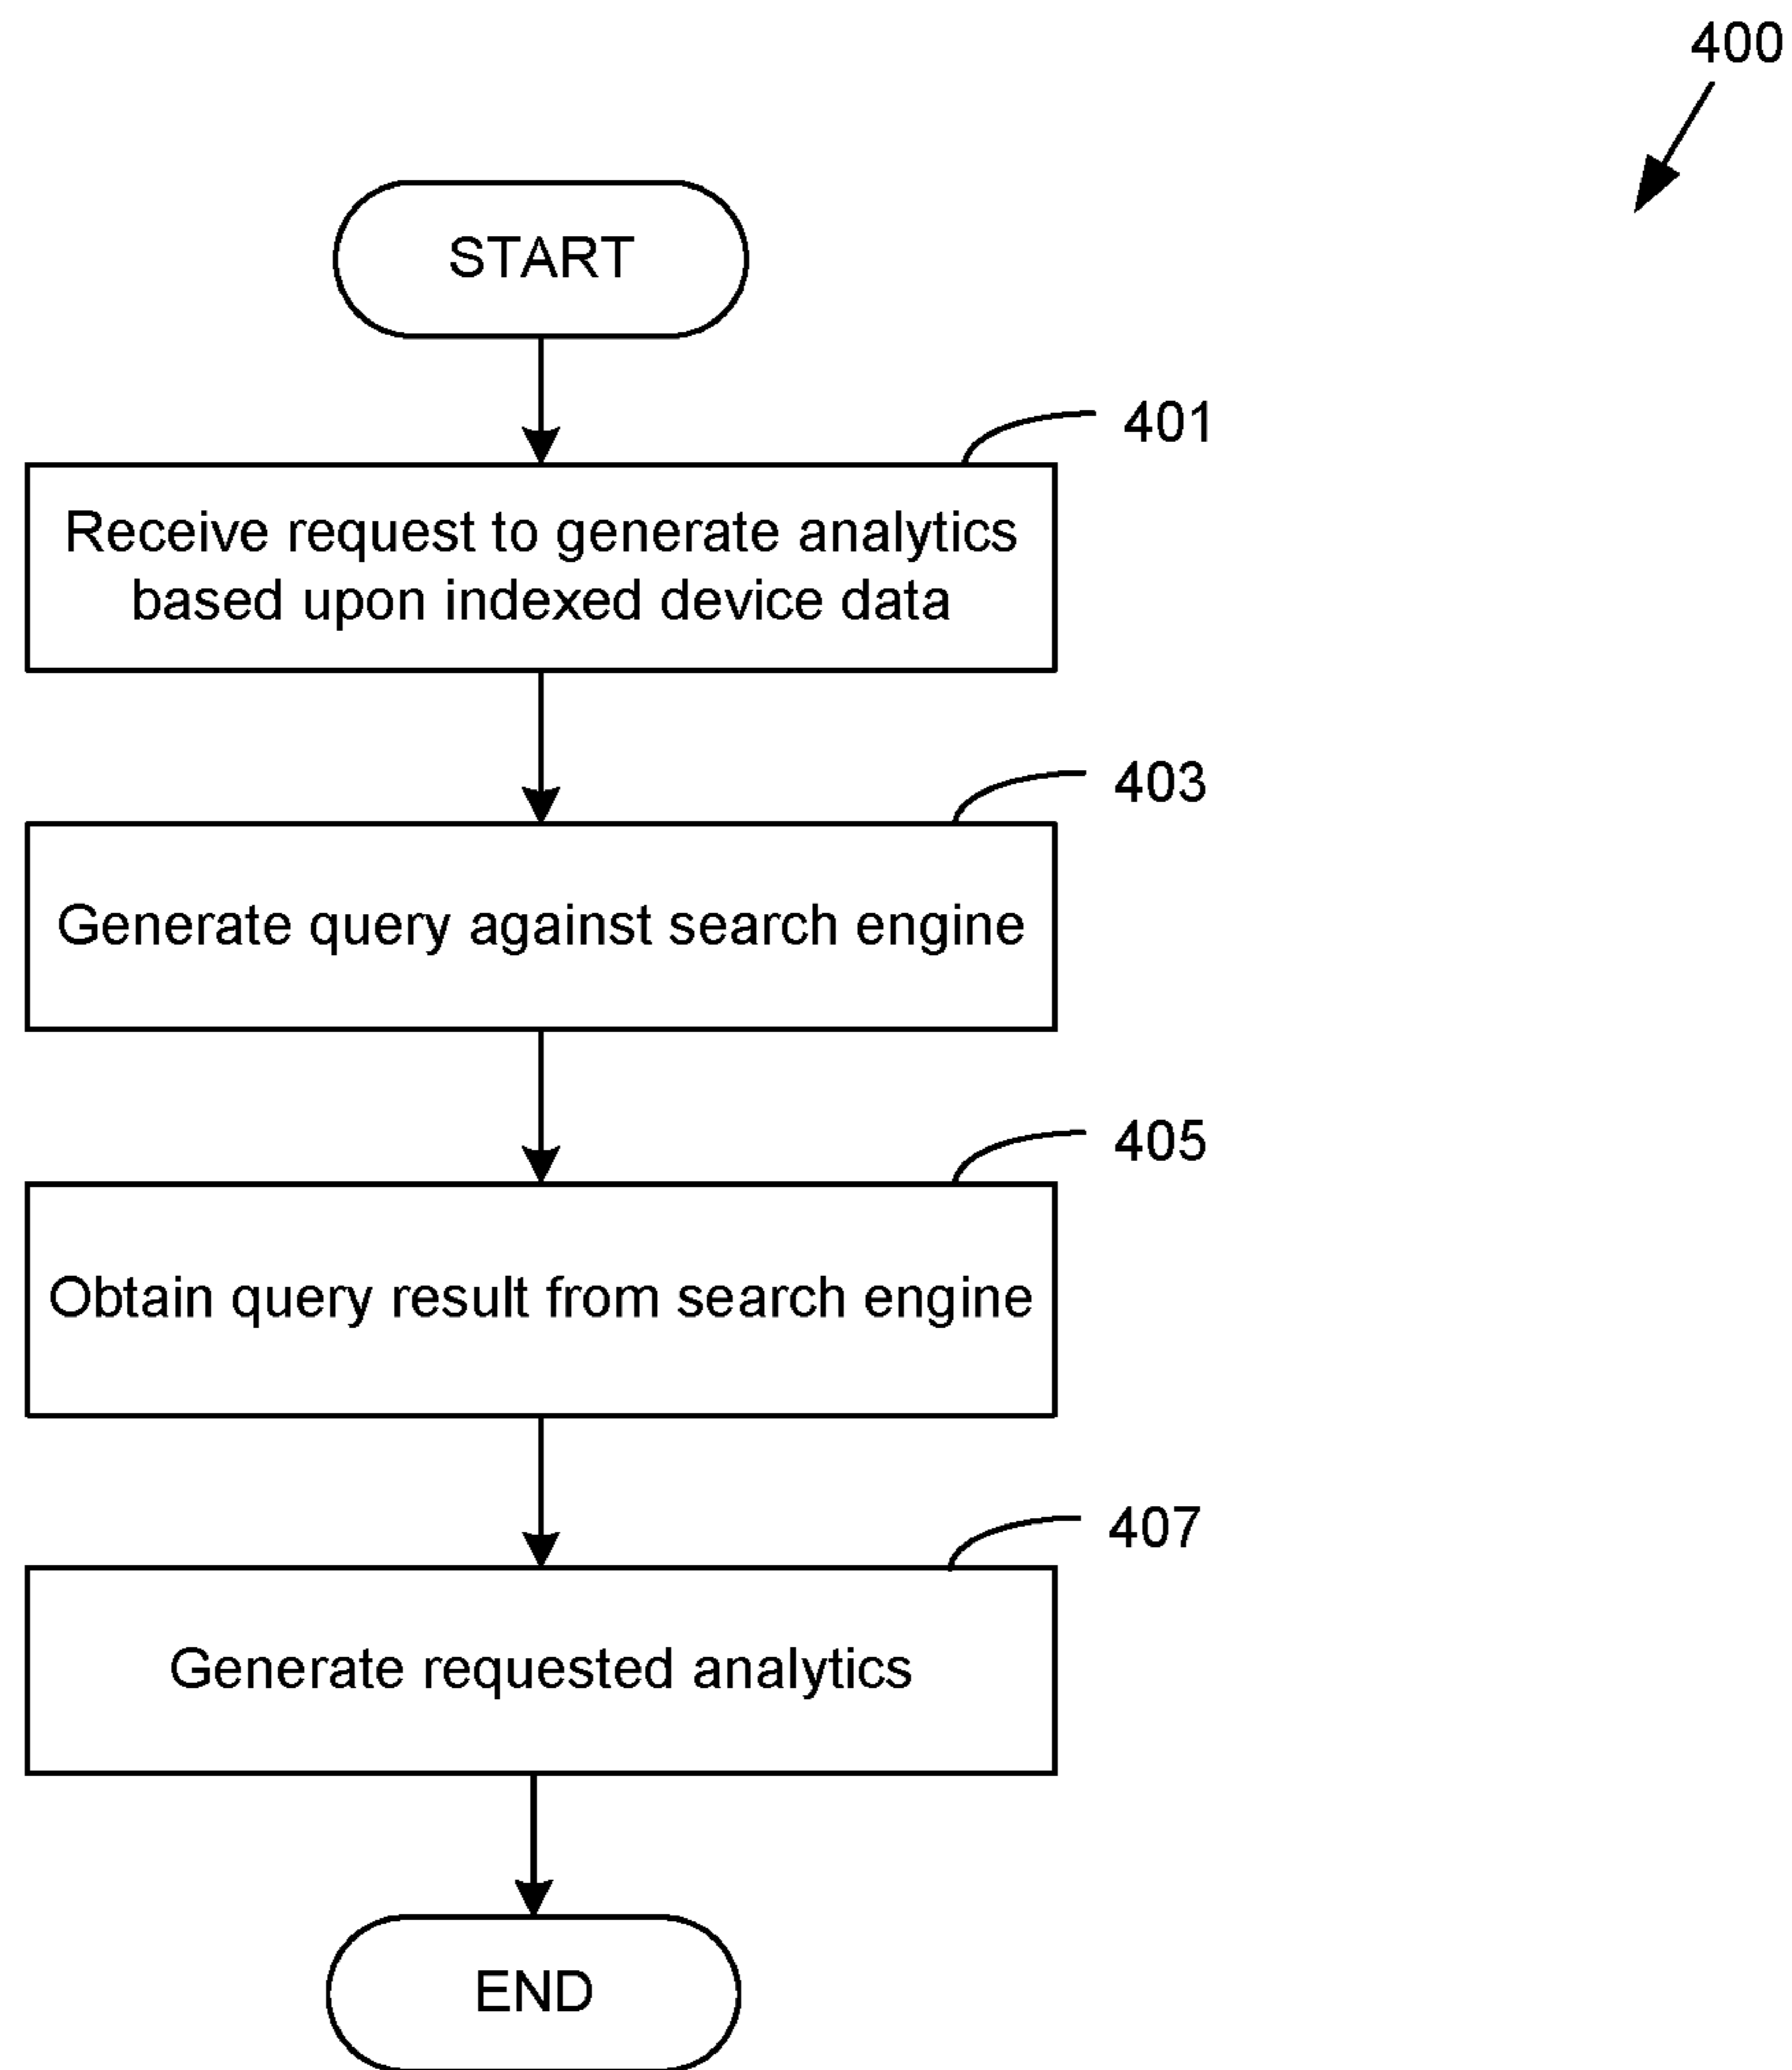 400
START
401
Receive request to generate analytics
based upon indexed device data
403
Generate query against search engine
405
Obtain query result from search engine
407
Generate requested analytics
END